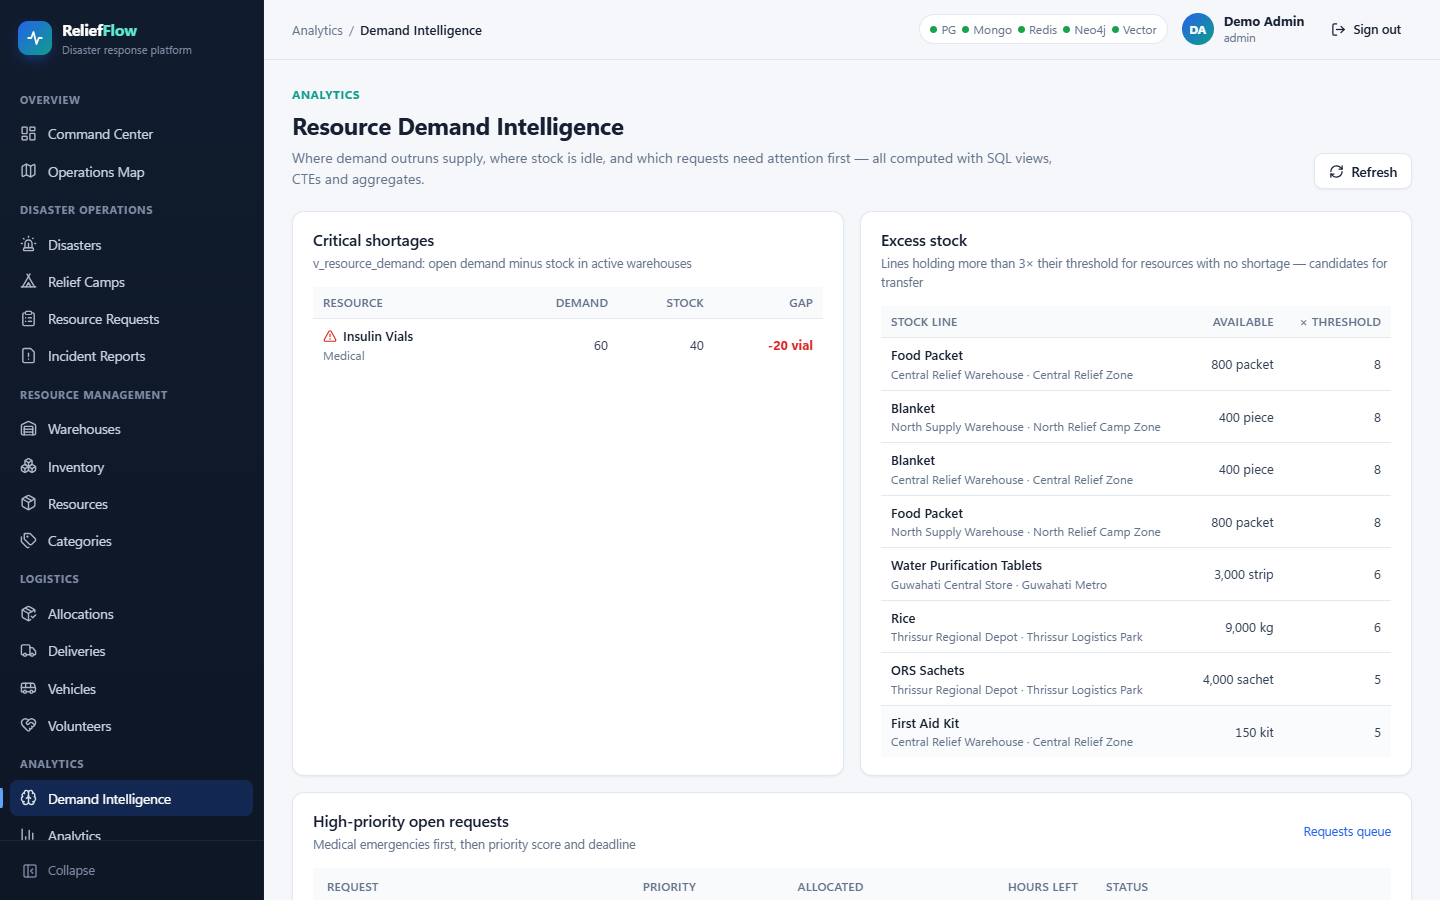 ReliefFlow
Disaster response platform
OVERVIEW
Command Center
Operations Map
DISASTER OPERATIONS
Disasters
Relief Camps
Resource Requests
Incident Reports
RESOURCE MANAGEMENT
Warehouses
Inventory
Resources
Categories
LOGISTICS
Allocations
Deliveries
Vehicles
Volunteers
ANALYTICS
Demand Intelligence
Analytics
Collapse
Analytics / Demand Intelligence
PG Mongo Redis Neo4j Vector
DA
Demo Admin
admin
Sign out
ANALYTICS
Resource Demand Intelligence
Where demand outruns supply, where stock is idle, and which requests need attention first — all computed with SQL views,
CTEs and aggregates.
Refresh
Critical shortages
v_resource_demand: open demand minus stock in active warehouses
RESOURCE DEMAND STOCK GAP
Insulin Vials
Medical
60 40 -20 vial
Excess stock
Lines holding more than 3× their threshold for resources with no shortage — candidates for
transfer
STOCK LINE AVAILABLE × THRESHOLD
Food Packet
Central Relief Warehouse · Central Relief Zone
800 packet 8
Blanket
North Supply Warehouse · North Relief Camp Zone
400 piece 8
Blanket
Central Relief Warehouse · Central Relief Zone
400 piece 8
Food Packet
North Supply Warehouse · North Relief Camp Zone
800 packet 8
Water Purification Tablets
Guwahati Central Store · Guwahati Metro
3,000 strip 6
Rice
Thrissur Regional Depot · Thrissur Logistics Park
9,000 kg 6
ORS Sachets
Thrissur Regional Depot · Thrissur Logistics Park
4,000 sachet 5
First Aid Kit
Central Relief Warehouse · Central Relief Zone
150 kit 5
High-priority open requests
Medical emergencies first, then priority score and deadline
Requests queue
REQUEST PRIORITY ALLOCATED HOURS LEFT STATUS